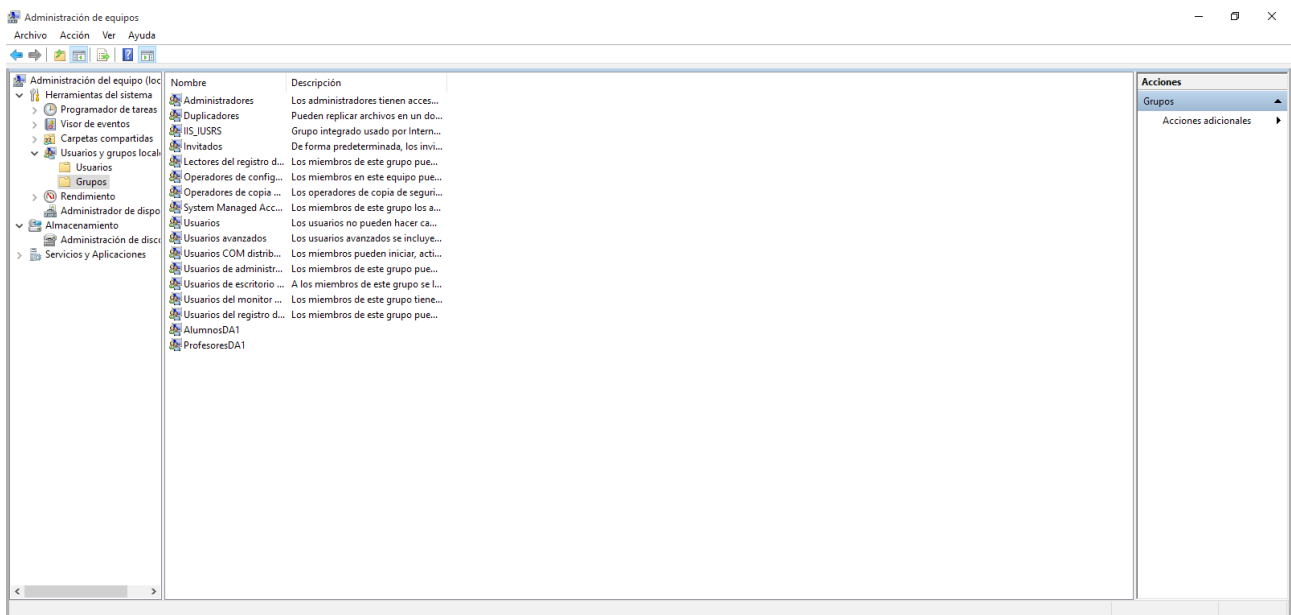 Administración de equipos
Archivo Acción Ver Ayuda
Administración del equipo (loc
Herramientas del sistema
Programador de tareas
Visor de eventos
Carpetas compartidas
Usuarios y grupos local
Usuarios
Grupos
Rendimiento
Administrador de dispo
Almacenamiento
Administración de disc
Servicios y Aplicaciones
Nombre Descripción
Administradores Los administradores tienen acces...
Duplicadores Pueden replicar archivos en un do...
IIS_IUSRS Grupo integrado usado por Intern...
Invitados De forma predeterminada, los invi...
Lectores del registro d... Los miembros de este grupo pue...
Operadores de config... Los miembros en este equipo pue...
Operadores de copia ... Los operadores de copia de seguri...
System Managed Acc... Los miembros de este grupo los a...
Usuarios Los usuarios no pueden hacer ca...
Usuarios avanzados Los usuarios avanzados se incluye...
Usuarios COM distrib... Los miembros pueden iniciar, acti...
Usuarios de administr... Los miembros de este grupo pue...
Usuarios de escritorio ... A los miembros de este grupo se l...
Usuarios del monitor ... Los miembros de este grupo tiene...
Usuarios del registro d... Los miembros de este grupo pue...
AlumnosDA1
ProfesoresDA1
Acciones
Grupos
Acciones adicionales